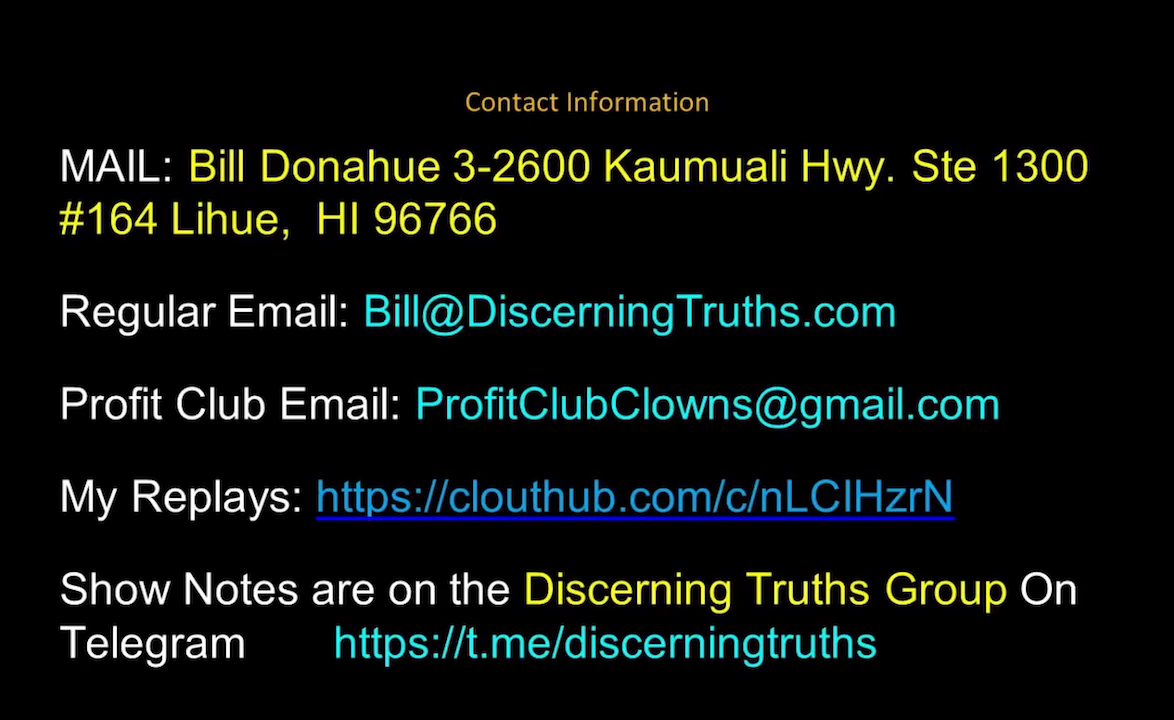 Contact Information
MAIL: Bill Donahue 3-2600 Kaumuali Hwy. Ste 1300
#164 Lihue, HI 96766
Regular Email: Bill@DiscerningTruths.com
Profit Club Email: ProfitClubClowns@gmail.com
My Replays: https://clouthub.com/c/nLCIHzrN
Show Notes are on the Discerning Truths Group On
Telegram https://t.me/discerningtruths